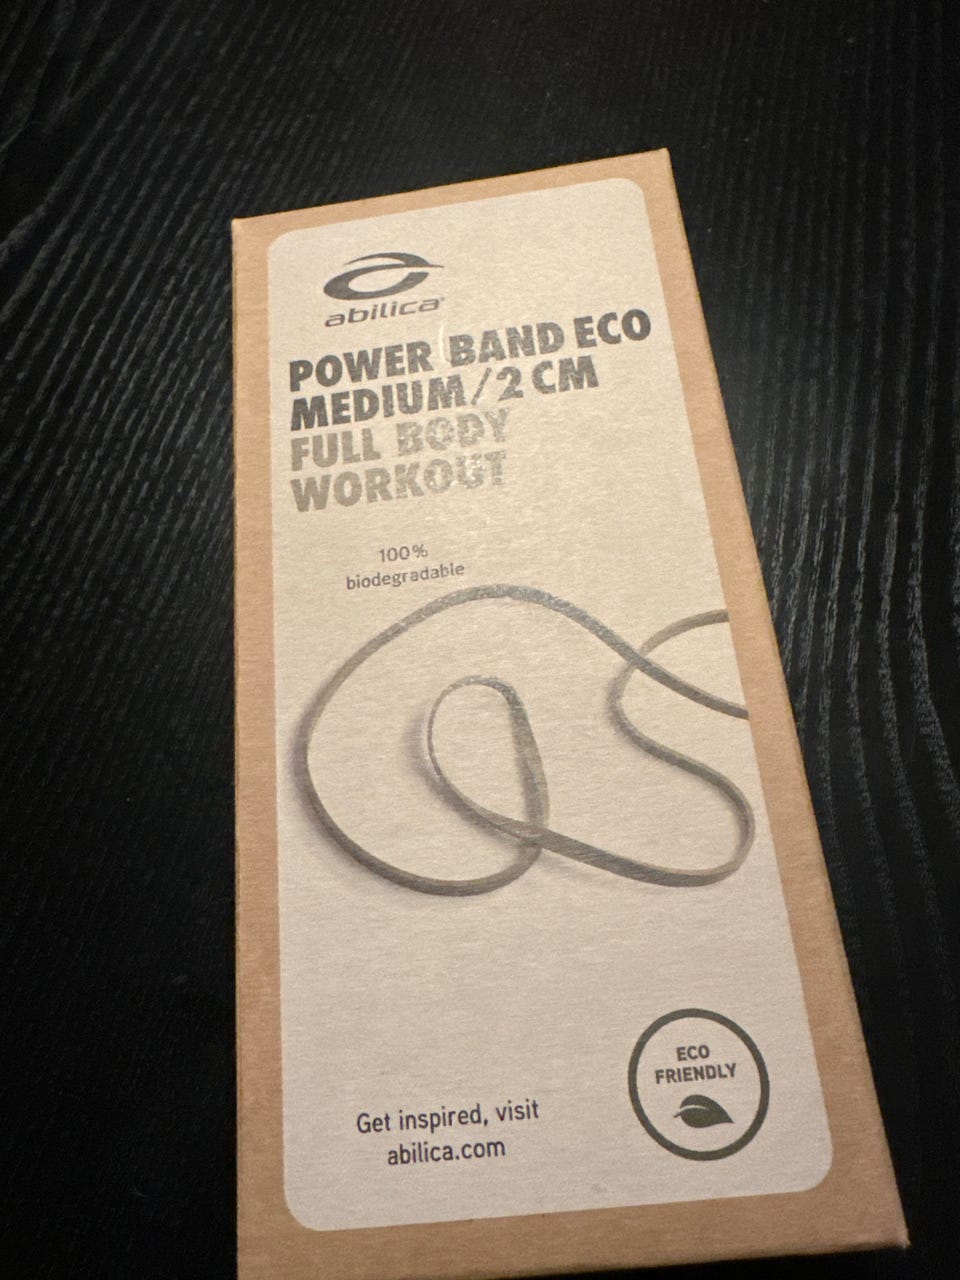 abilica®
POWER BAND ECO
MEDIUM/2 CM
FULL BODY
WORKOUT
100%
biodegradable
ECO
FRIENDLY
Get inspired, visit
abilica.com